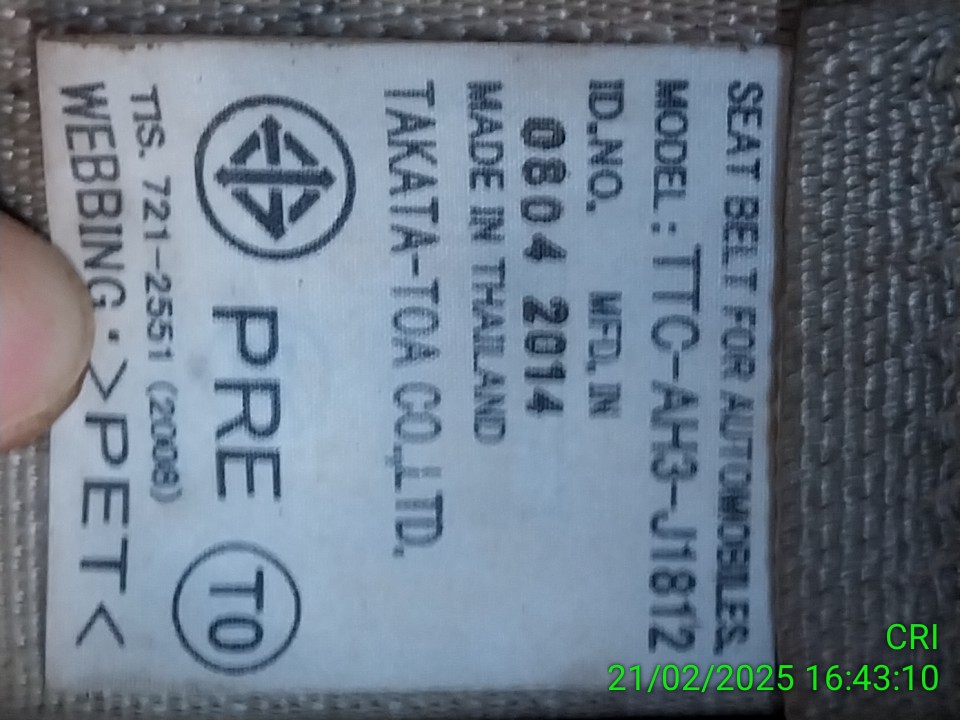 SEAT BELT FOR AUTOMOBILES.
MODEL : TTC-AH3-J1812
ID.NO. MFD.IN
0804 2014
MADE IN THAILAND
TAKATA-TOA CO.,LTD.
PRE TO
TIS. 721-2551 (2008)
WEBBING : >PET<
CRI
21/02/2025 16:43:10